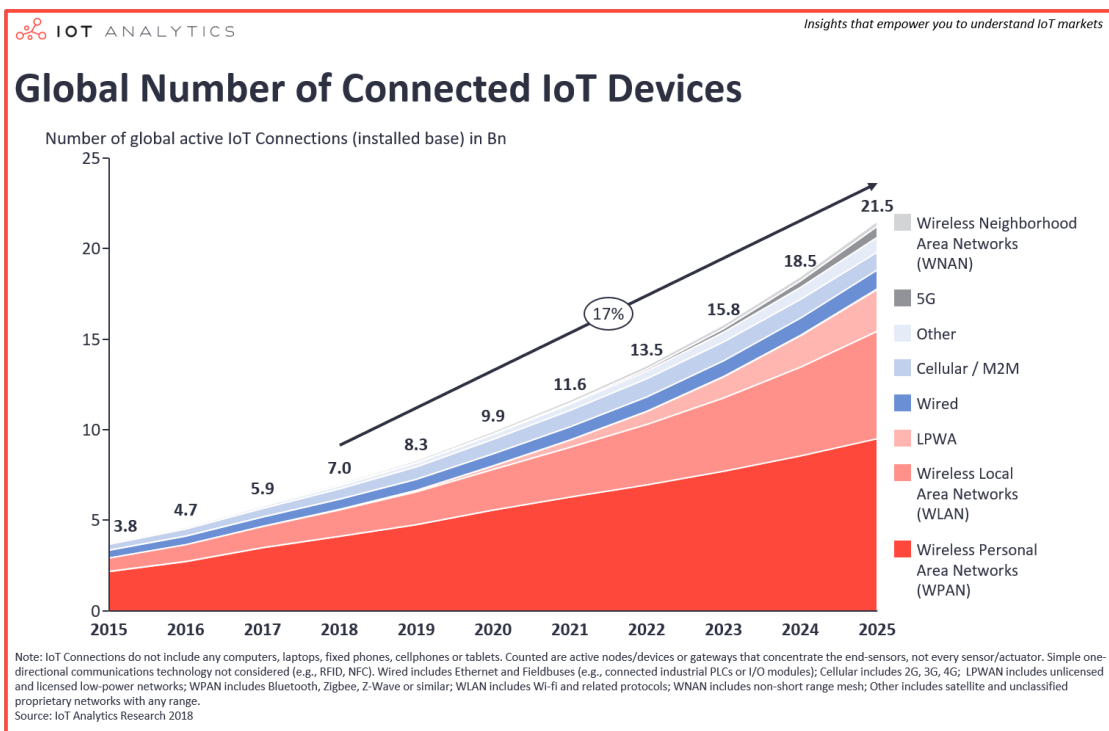 IOT ANALYTICS
Insights that empower you to understand IoT markets
Global Number of Connected IoT Devices
Number of global active IoT Connections (installed base) in Bn
25
20
15
10
5
0
3.8
4.7
5.9
7.0
8.3
9.9
11.6
13.5
15.8
18.5
21.5
17%
2015
2016
2017
2018
2019
2020
2021
2022
2023
2024
2025
Wireless Neighborhood
Area Networks
(WNAN)
5G
Other
Cellular / M2M
Wired
LPWA
Wireless Local
Area Networks
(WLAN)
Wireless Personal
Area Networks
(WPAN)
Note: IoT Connections do not include any computers, laptops, fixed phones, cellphones or tablets. Counted are active nodes/devices or gateways that concentrate the end-sensors, not every sensor/actuator. Simple one-
directional communications technology not considered (e.g., RFID, NFC). Wired includes Ethernet and Fieldbuses (e.g., connected industrial PLCs or I/O modules); Cellular includes 2G, 3G, 4G; LPWAN includes unlicensed
and licensed low-power networks; WPAN includes Bluetooth, Zigbee, Z-Wave or similar; WLAN includes Wi-fi and related protocols; WNAN includes non-short range mesh; Other includes satellite and unclassified
proprietary networks with any range.
Source: IoT Analytics Research 2018